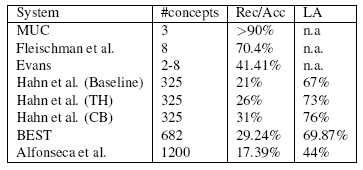 System #concepts Rec/Acc LA
MUC 3 >90% n.a
Fleischman et al. 8 70.4% n.a.
Evans 2-8 41.41% n.a.
Hahn et al. (Baseline) 325 21% 67%
Hahn et al. (TH) 325 26% 73%
Hahn et al. (CB) 325 31% 76%
BEST 682 29.24% 69.87%
Alfonseca et al. 1200 17.39% 44%